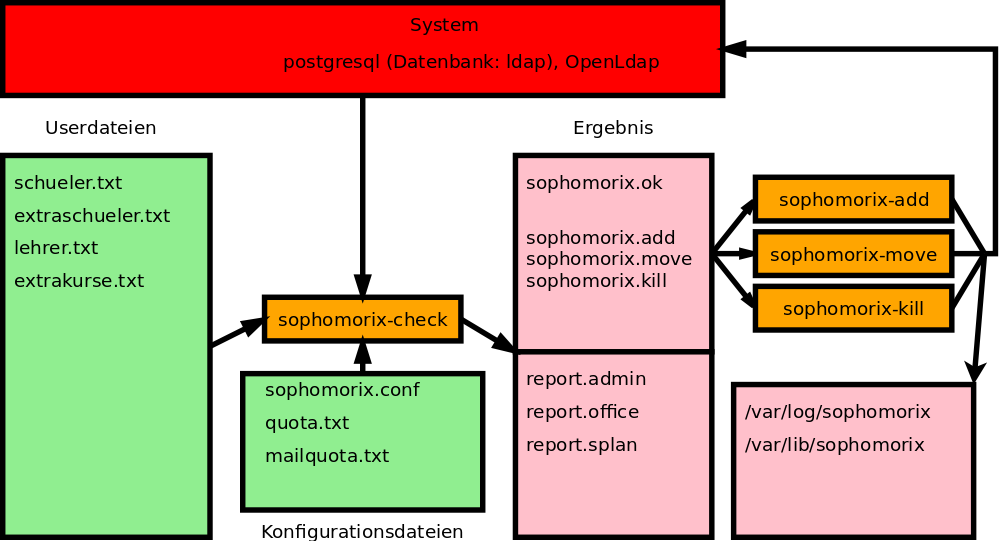 System
postgresql (Datenbank: ldap), OpenLdap
Userdateien
schueler.txt
extraschueler.txt
lehrer.txt
extrakurse.txt
sophomorix-check
sophomorix.conf
quota.txt
mailquota.txt
Konfigurationsdateien
Ergebnis
sophomorix.ok
sophomorix.add
sophomorix.move
sophomorix.kill
report.admin
report.office
report.splan
sophomorix-add
sophomorix-move
sophomorix-kill
/var/log/sophomorix
/var/lib/sophomorix